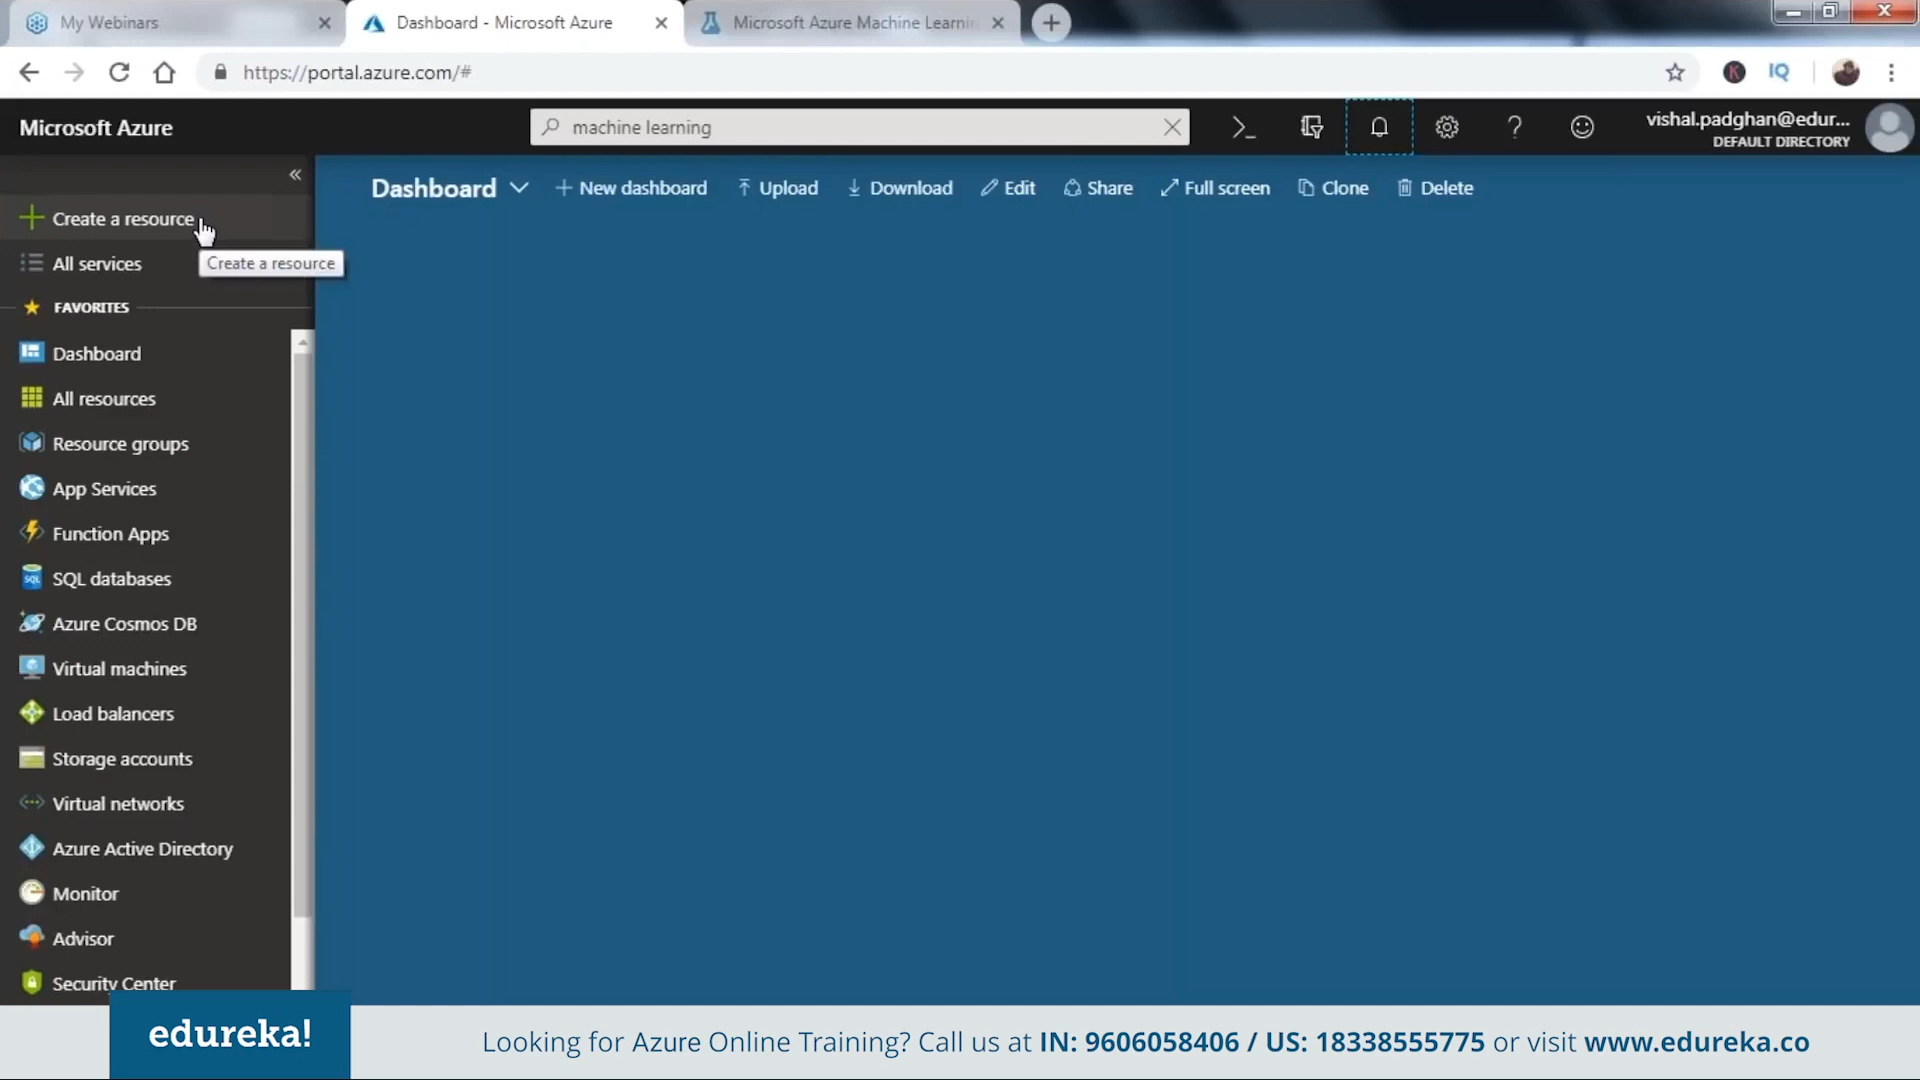 My Webinars
Dashboard - Microsoft Azure
Microsoft Azure Machine Learnin
https://portal.azure.com/#
IQ
Microsoft Azure
machine learning
vishal.padghan@edur...
DEFAULT DIRECTORY
Dashboard
New dashboard
Upload
Download
Edit
Share
Full screen
Clone
Delete
Create a resource
Create a resource
All services
FAVORITES
Dashboard
All resources
Resource groups
App Services
Function Apps
SQL databases
Azure Cosmos DB
Virtual machines
Load balancers
Storage accounts
Virtual networks
Azure Active Directory
Monitor
Advisor
Security Center
edureka!
Looking for Azure Online Training? Call us at IN: 9606058406 / US: 18338555775 or visit www.edureka.co